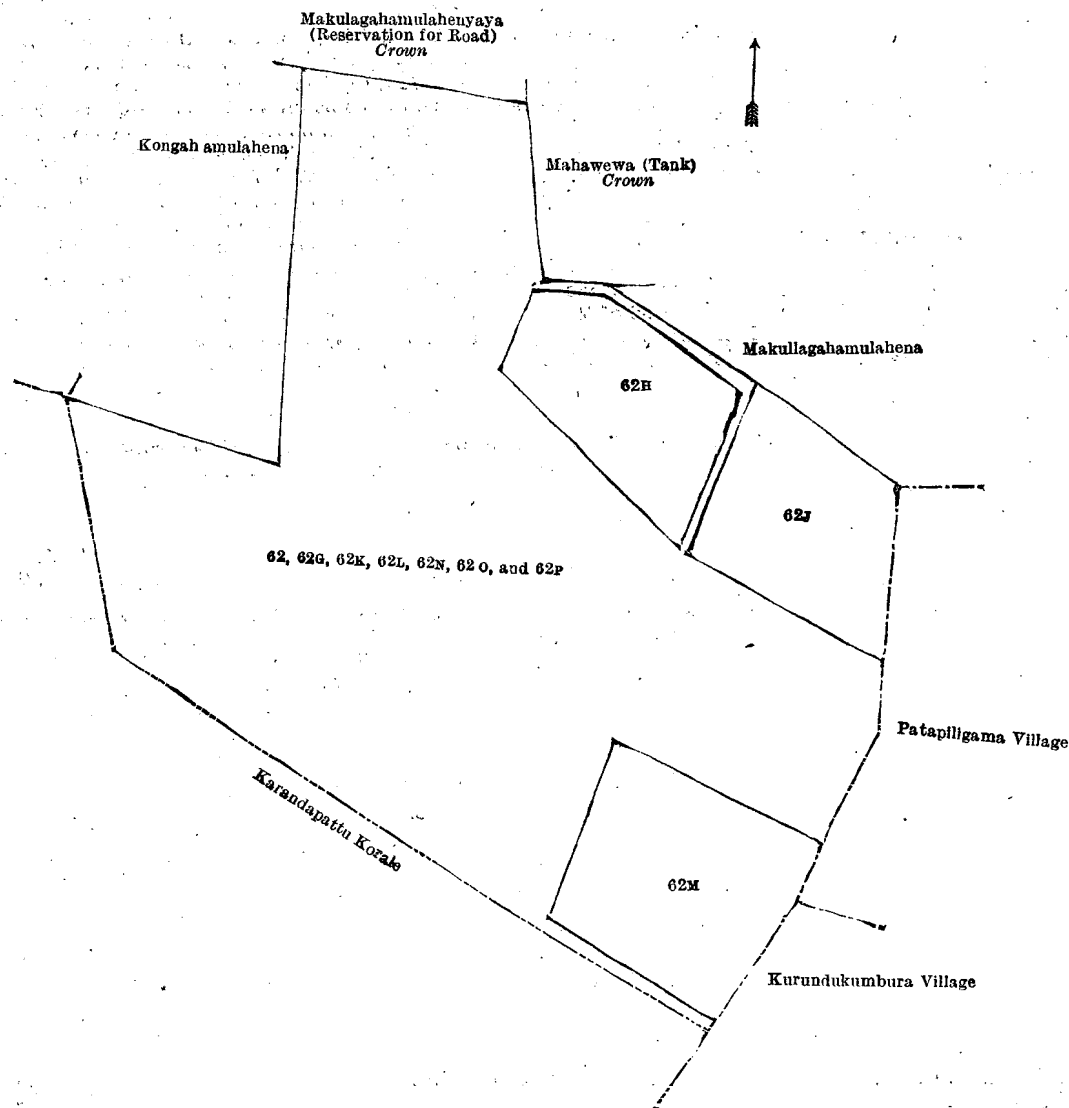 Makulagahamulahenyaya
(Reservation for Road)
Crown
Kongah amulahena
Mahawewa (Tank)
Crown
Makullagahamulahena
62H
62J
62, 62G, 62K, 62L, 62N, 62 O, and 62P
Patapiligama Village
Karandapattu Korale
62M
Kurundukumbura Village